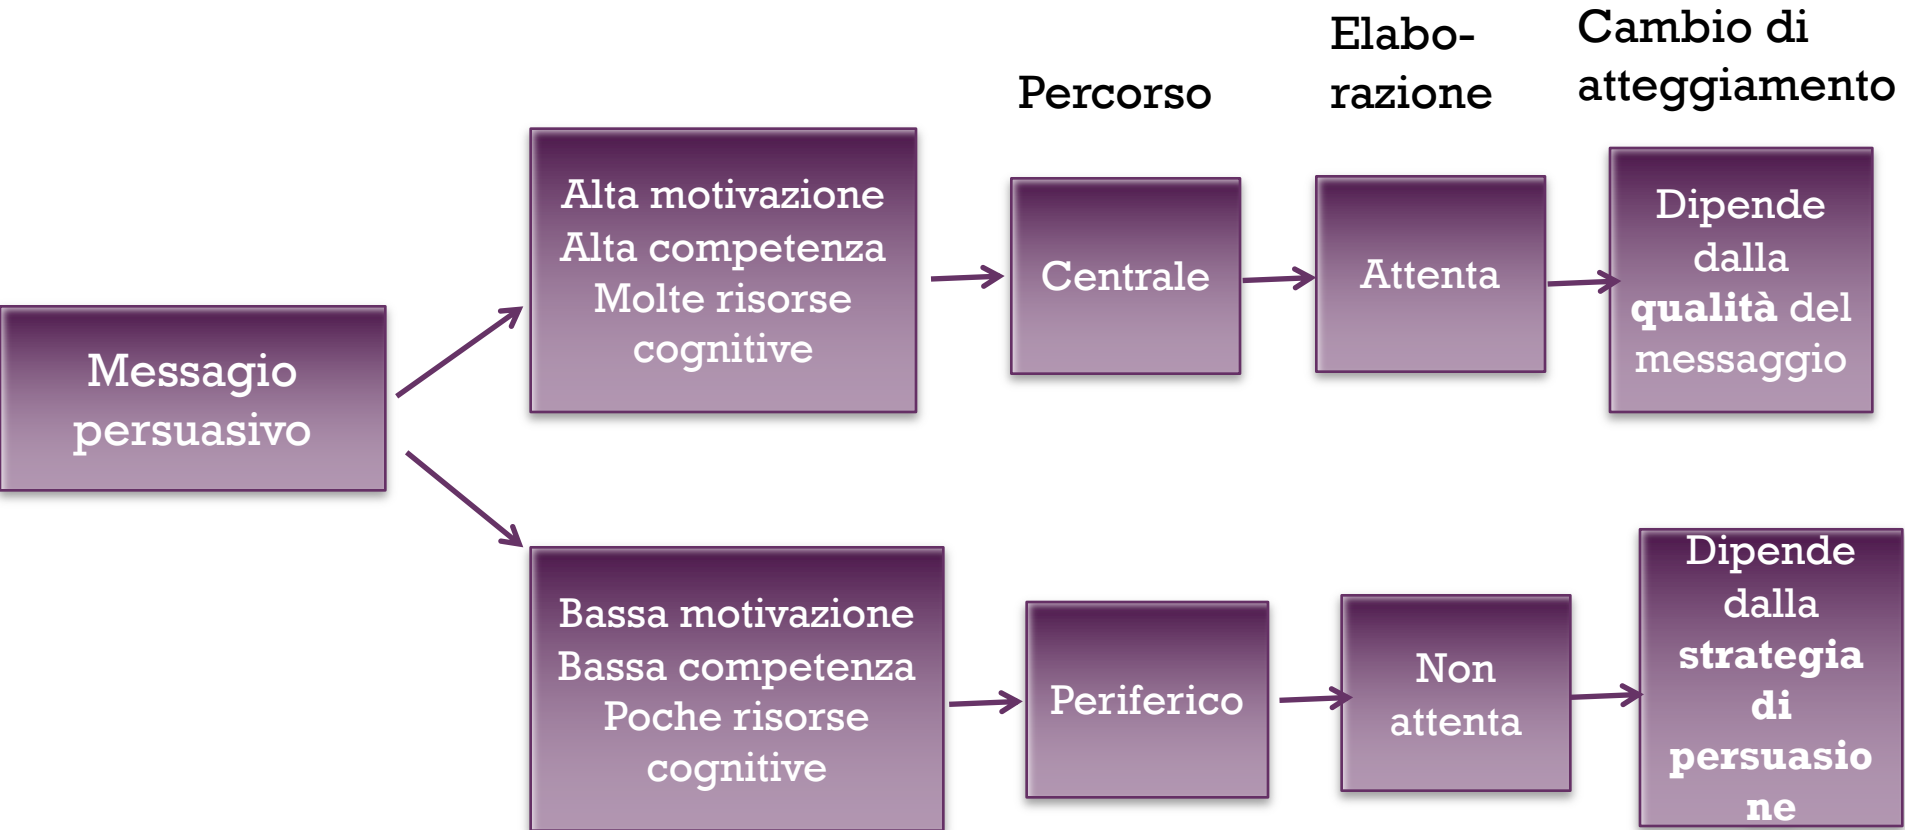 Percorso
Elabo-
razione
Cambio di
atteggiamento
Messagio
persuasivo
Alta motivazione
Alta competenza
Molte risorse
cognitive
Centrale
Attenta
Dipende
dalla
qualità del
messaggio
Bassa motivazione
Bassa competenza
Poche risorse
cognitive
Periferico
Non
attenta
Dipende
dalla
strategia
di
persuasio
ne